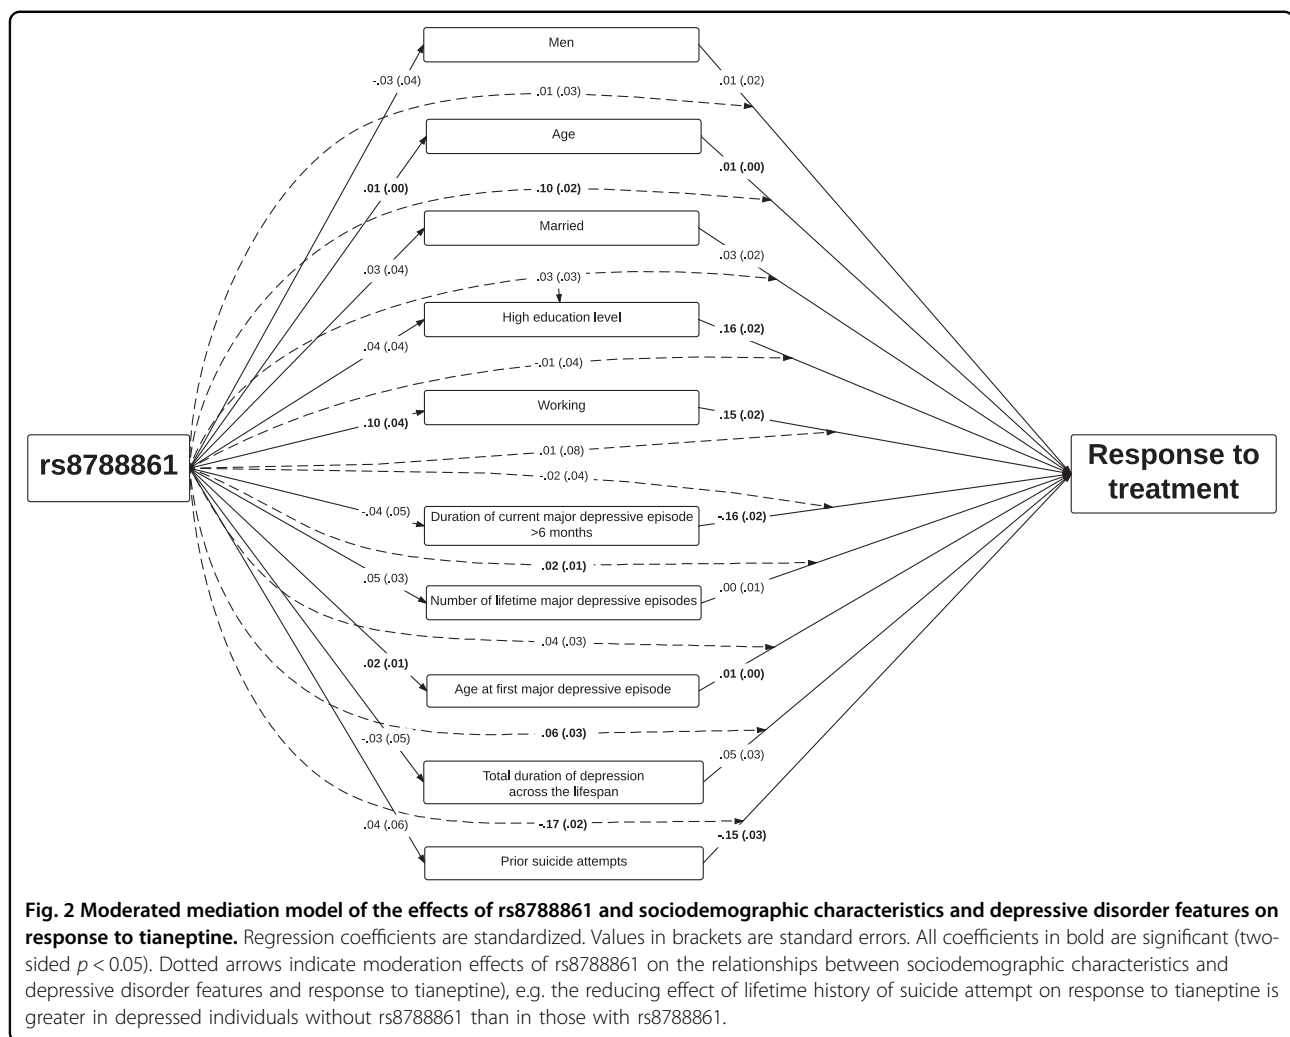 Men
-.03 (.04)
.01 (.02)
.01 (.03)
Age
.01 (.00)
.01 (.00)
.10 (.02)
Married
.03 (.04)
.03 (.02)
.03 (.03)
High education level
.04 (.04)
.16 (.02)
-.01 (.04)
Working
.10 (.04)
.15 (.02)
.01 (.08)
rs8788861
Response to
treatment
-.02 (.04)
Duration of current major depressive episode
>6 months
-.04 (.05)
-.16 (.02)
.02 (.01)
.05 (.03)
.00 (.01)
Number of lifetime major depressive episodes
.04 (.03)
.02 (.01)
.01 (.00)
Age at first major depressive episode
.06 (.03)
-.03 (.05)
.05 (.03)
Total duration of depression
across the lifespan
.04 (.06)
-.17 (.02)
-.15 (.03)
Prior suicide attempts
Fig. 2 Moderated mediation model of the effects of rs8788861 and sociodemographic characteristics and depressive disorder features on
response to tianeptine. Regression coefficients are standardized. Values in brackets are standard errors. All coefficients in bold are significant (two-
sided p < 0.05). Dotted arrows indicate moderation effects of rs8788861 on the relationships between sociodemographic characteristics and
depressive disorder features and response to tianeptine), e.g. the reducing effect of lifetime history of suicide attempt on response to tianeptine is
greater in depressed individuals without rs8788861 than in those with rs8788861.